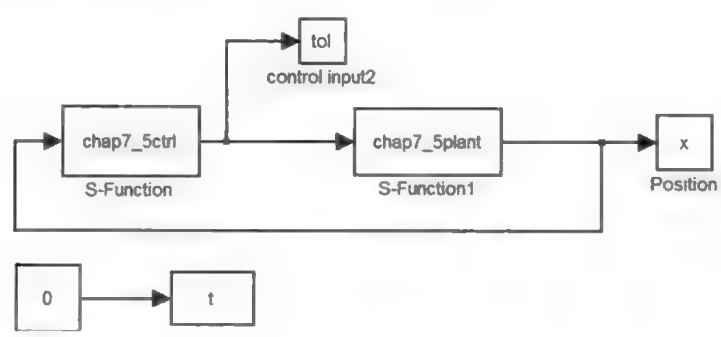 tol
control input2
chap7_5ctrl
chap7_5plant
x
S-Function
S-Function1
Position
0
t